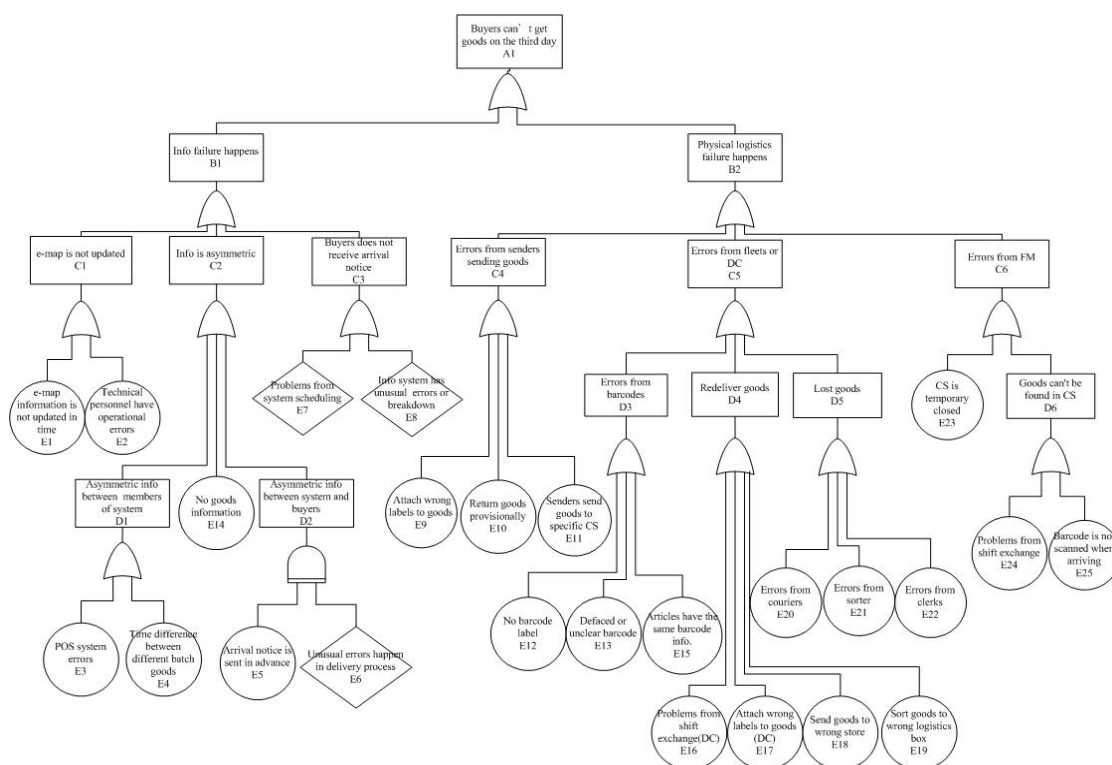 Buyers can’t get
goods on the third day
A1
Info failure happens
B1
Physical logistics
failure happens
B2
e-map is not updated
C1
Info is asymmetric
C2
Buyers does not
receive arrival
notice
C3
Errors from senders
sending goods
C4
Errors from fleets or
DC
C5
Errors from FM
C6
e-map
information is
not updated in
time
E1
Technical
personnel have
operational
errors
E2
Problems from
system scheduling
E7
Info system has
unusual errors or
breakdown
E8
Errors from
barcodes
D3
Redeliver goods
D4
Lost goods
D5
CS is
temporary
closed
E23
Goods can't be
found in CS
D6
Asymmetric info
between members
of system
D1
No goods
information
E14
Asymmetric info
between system and
buyers
D2
Attach wrong
labels to goods
E9
Return goods
provisionally
E10
Senders send
goods to
specific CS
E11
Problems from
shift exchange
E24
Barcode is not
scanned when
arriving
E25
POS system
errors
E3
Time difference
between
different batch
goods
E4
Arrival notice is
sent in advance
E5
Unusual errors happen
in delivery process
E6
No barcode
label
E12
Defaced or
unclear barcode
E13
Articles have the
same barcode
info.
E15
Errors from
couriers
E20
Errors from
sorter
E21
Errors from
clerks
E22
Problems from
shift
exchange(DC)
E16
Attach wrong
labels to goods
(DC)
E17
Send goods to
wrong store
E18
Sort goods to
wrong logistics
box
E19